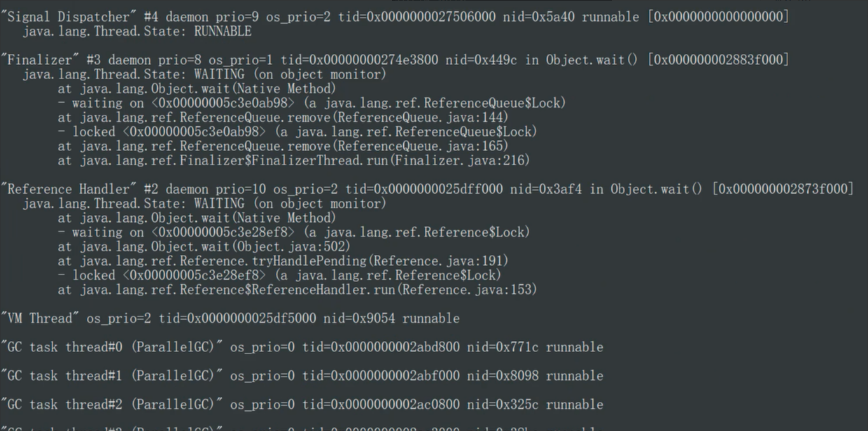 "Signal Dispatcher" #4 daemon prio=9 os_prio=2 tid=0x0000000027506000 nid=0x5a40 runnable [0x0000000000000000]
java.lang.Thread.State: RUNNABLE
"Finalizer" #3 daemon prio=8 os_prio=1 tid=0x00000000274e3800 nid=0x449c in Object.wait() [0x000000002883f000]
java.lang.Thread.State: WAITING (on object monitor)
at java.lang.Object.wait(Native Method)
- waiting on <0x00000005c3e0ab98> (a java.lang.ref.ReferenceQueue$Lock)
at java.lang.ref.ReferenceQueue.remove(ReferenceQueue.java:144)
- locked <0x00000005c3e0ab98> (a java.lang.ref.ReferenceQueue$Lock)
at java.lang.ref.ReferenceQueue.remove(ReferenceQueue.java:165)
at java.lang.ref.Finalizer$FinalizerThread.run(Finalizer.java:216)
"Reference Handler" #2 daemon prio=10 os_prio=2 tid=0x0000000025dff000 nid=0x3af4 in Object.wait() [0x000000002873f000]
java.lang.Thread.State: WAITING (on object monitor)
at java.lang.Object.wait(Native Method)
- waiting on <0x00000005c3e28ef8> (a java.lang.ref.Reference$Lock)
at java.lang.Object.wait(Object.java:502)
at java.lang.ref.Reference.tryHandlePending(Reference.java:191)
- locked <0x00000005c3e28ef8> (a java.lang.ref.Reference$Lock)
at java.lang.ref.Reference$ReferenceHandler.run(Reference.java:153)
"VM Thread" os_prio=2 tid=0x0000000025df5000 nid=0x9054 runnable
"GC task thread#0 (ParallelGC)" os_prio=0 tid=0x0000000002abd800 nid=0x771c runnable
"GC task thread#1 (ParallelGC)" os_prio=0 tid=0x0000000002abf000 nid=0x8098 runnable
"GC task thread#2 (ParallelGC)" os_prio=0 tid=0x0000000002ac0800 nid=0x325c runnable